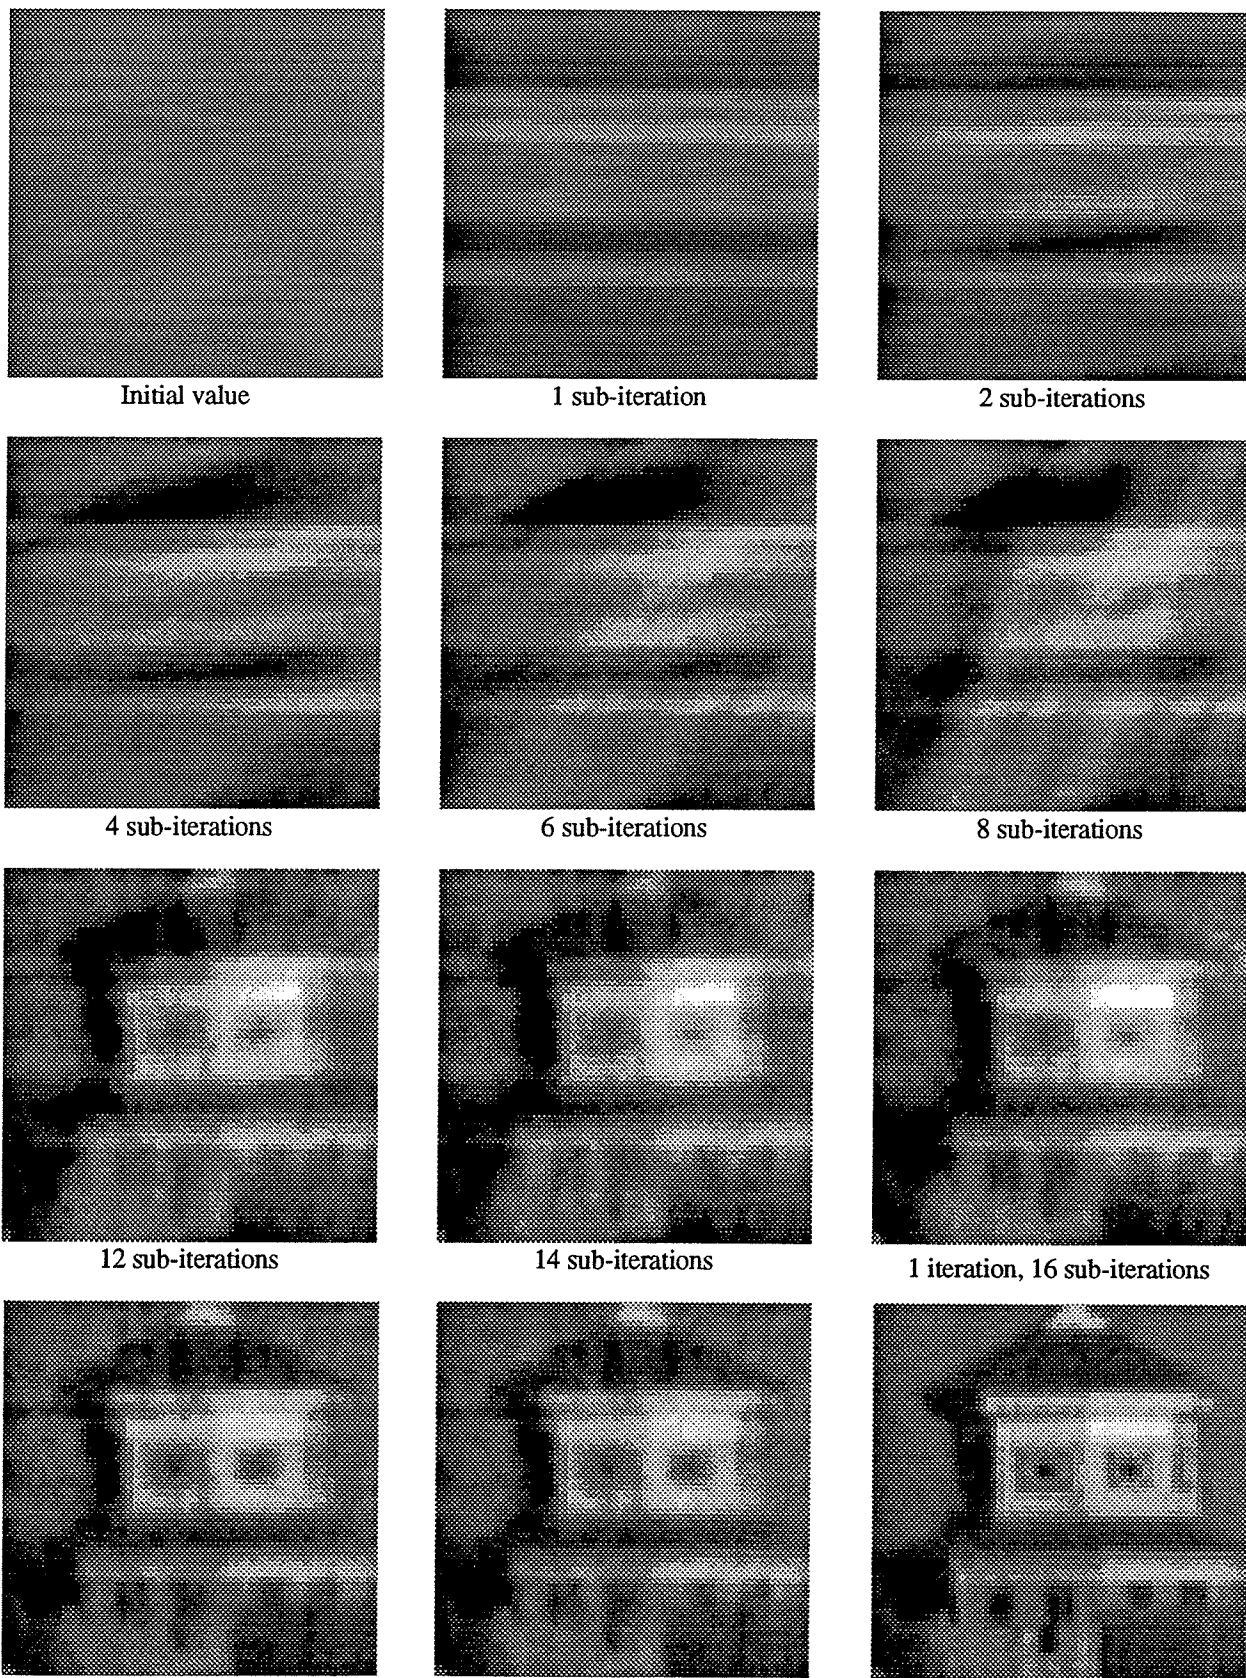 Initial value
1 sub-iteration
2 sub-iterations
4 sub-iterations
6 sub-iterations
8 sub-iterations
12 sub-iterations
14 sub-iterations
1 iteration, 16 sub-iterations